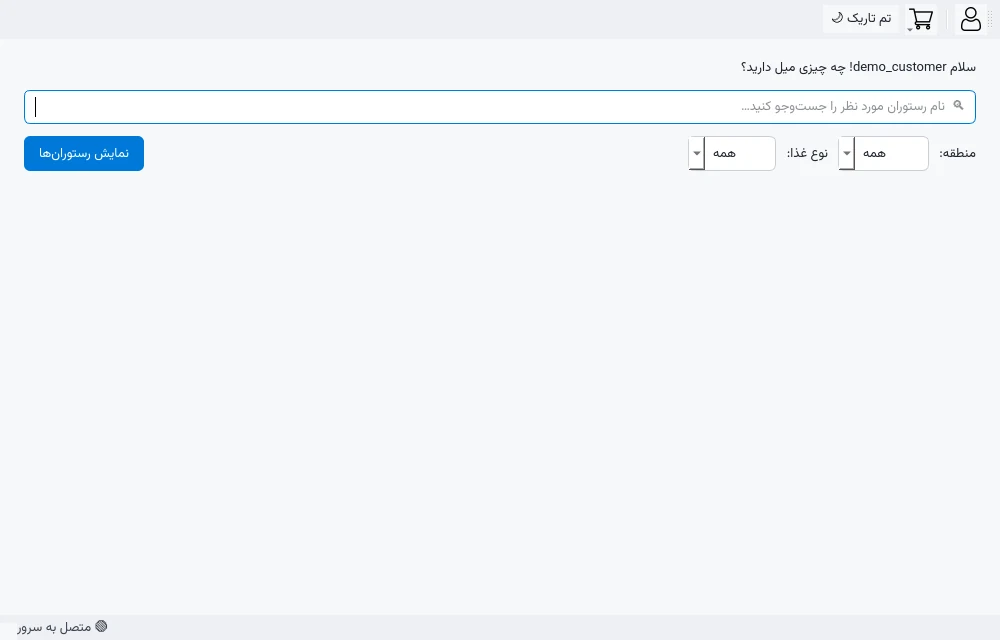 تم تاریک 🌙
سلام demo_customer! چه چیزی میل دارید؟
🔍 نام رستوران مورد نظر را جست‌وجو کنید...
منطقه: همه نوع غذا: همه نمایش رستوران‌ها
متصل به سرور